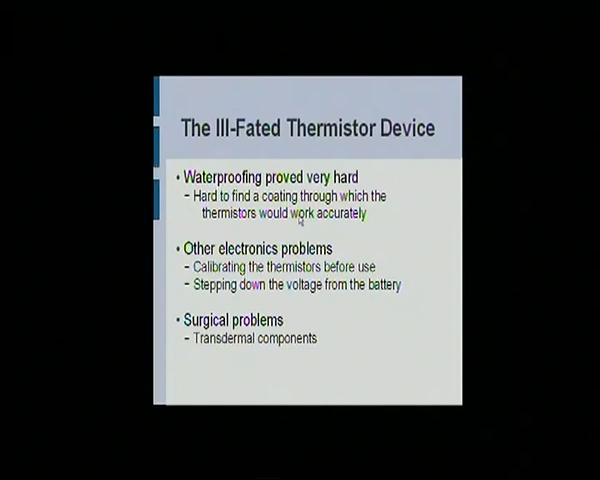 The Ill-Fated Thermistor Device
• Waterproofing proved very hard
– Hard to find a coating through which the
thermistors would work accurately
• Other electronics problems
– Calibrating the thermistors before use
– Stepping down the voltage from the battery
• Surgical problems
– Transdermal components